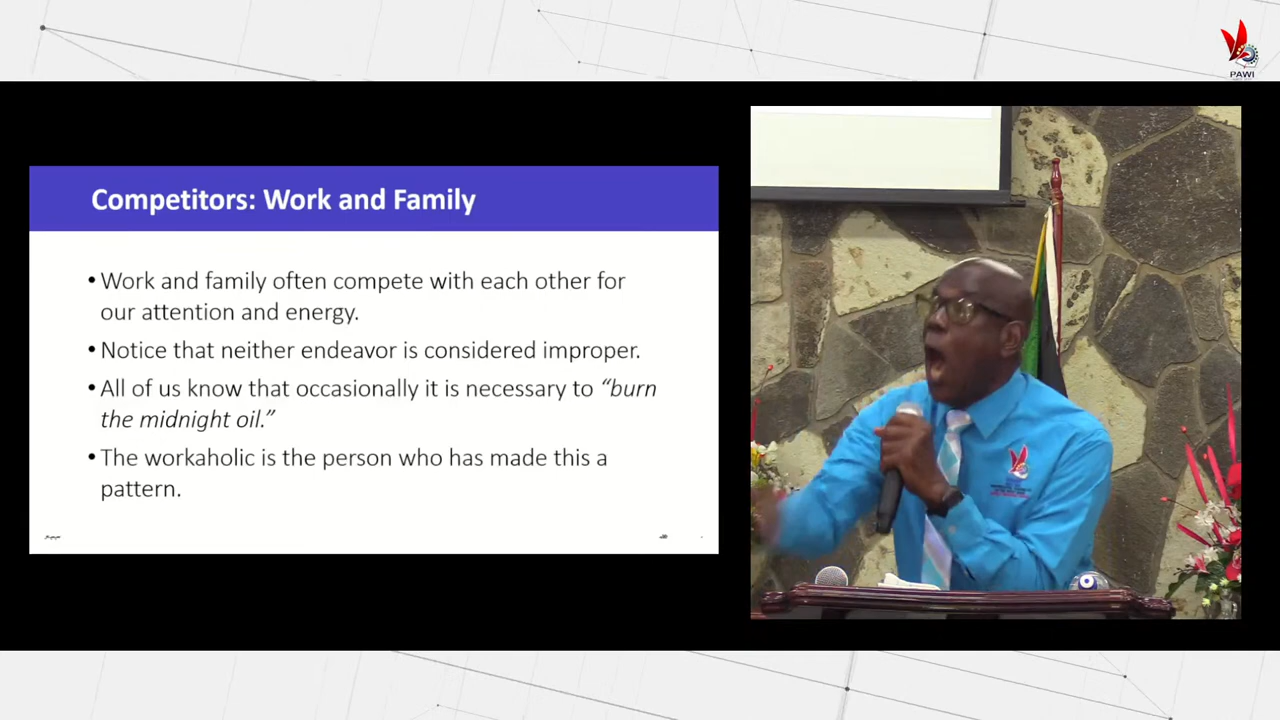 PAWI
Competitors: Work and Family
• Work and family often compete with each other for
our attention and energy.
• Notice that neither endeavor is considered improper.
• All of us know that occasionally it is necessary to “burn
the midnight oil.”
• The workaholic is the person who has made this a
pattern.